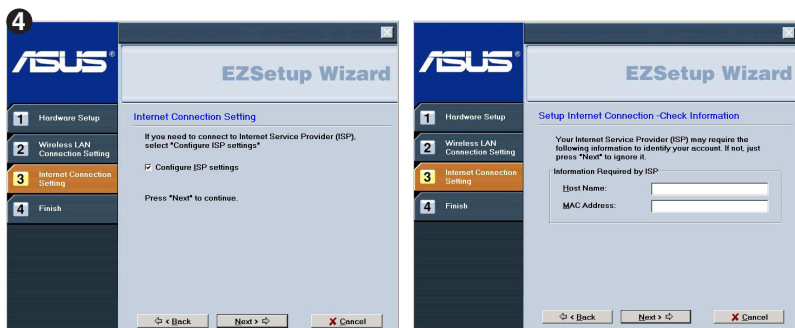 4
ASUS®
EZSetup Wizard
1 Hardware Setup
2 Wireless LAN
Connection Setting
3 Internet Connection
Setting
4 Finish
Internet Connection Setting
If you need to connect to Internet Service Provider (ISP),
select "Configure ISP settings"
Configure ISP settings
Press "Next" to continue.
< Back
Next >
Cancel
ASUS®
EZSetup Wizard
1 Hardware Setup
2 Wireless LAN
Connection Setting
3 Internet Connection
Setting
4 Finish
Setup Internet Connection -Check Information
Your Internet Service Provider (ISP) may require the
following information to identify your account. If not, just
press "Next" to ignore it.
Information Required by ISP
Host Name:
MAC Address:
< Back
Next >
Cancel